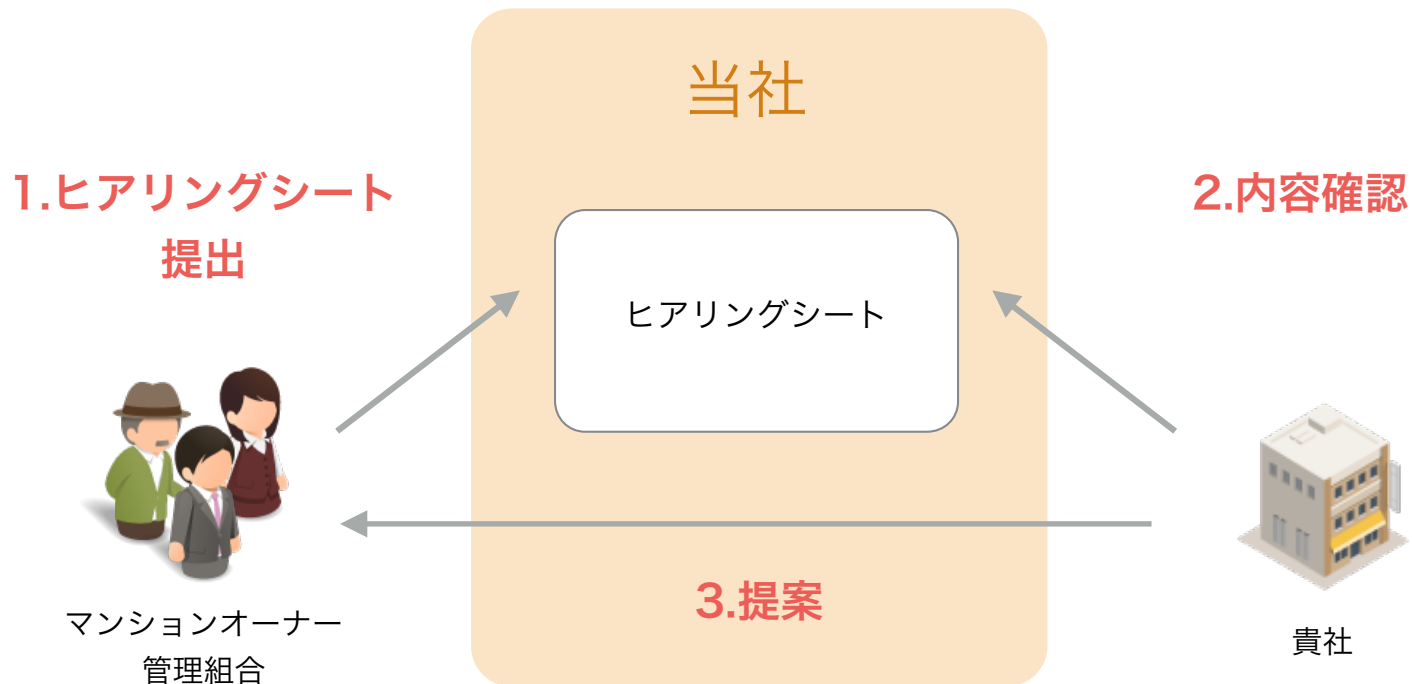 当社
1.ヒアリングシート
提出
2.内容確認
ヒアリングシート
3.提案
マンションオーナー
管理組合
貴社